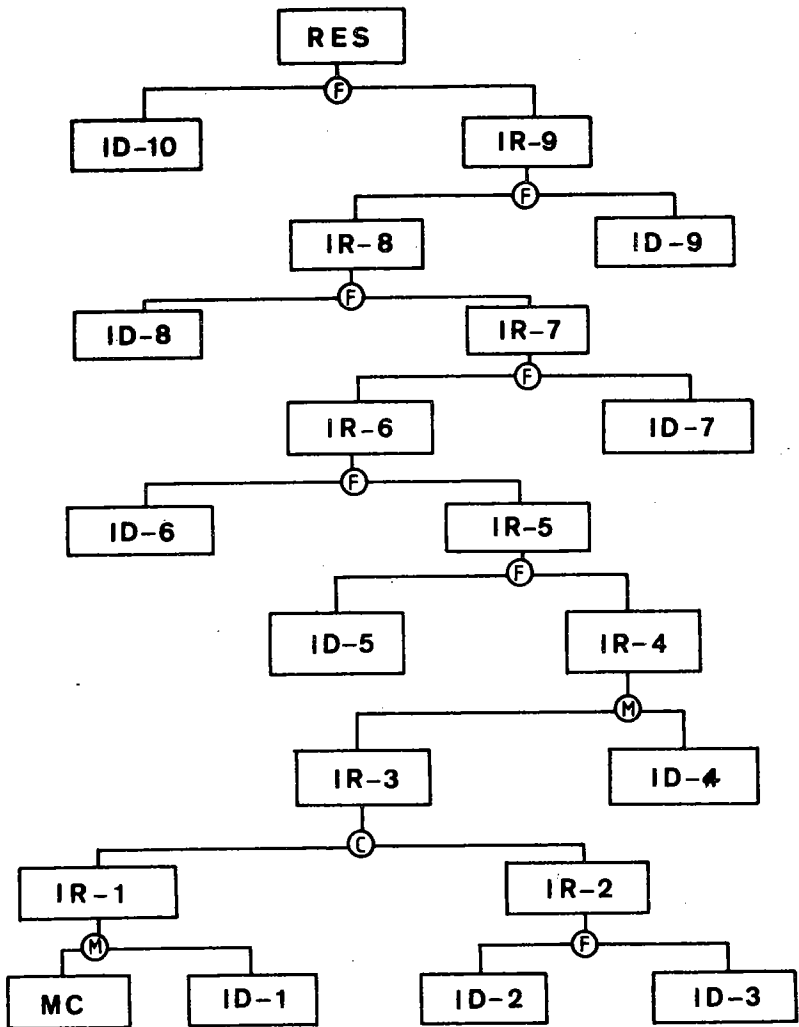 RES
F
ID-10
IR-9
F
IR-8
ID-9
F
ID-8
IR-7
F
IR-6
ID-7
F
ID-6
IR-5
F
ID-5
IR-4
M
IR-3
ID-4
C
IR-1
IR-2
M
F
MC
ID-1
ID-2
ID-3